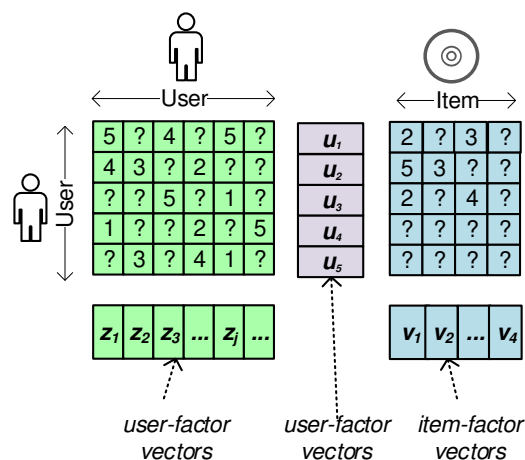 User
Item
User
5 ? 4 ? 5 ?
4 3 ? 2 ? ?
? ? 5 ? 1 ?
1 ? ? 2 ? 5
? 3 ? 4 1 ?
u1
u2
u3
u4
u5
2 ? 3 ?
5 3 ? ?
2 ? 4 ?
? ? ? ?
? ? ? ?
z1 z2 z3 ... zj ...
v1 v2 ... v4
user-factor
vectors
user-factor
vectors
item-factor
vectors